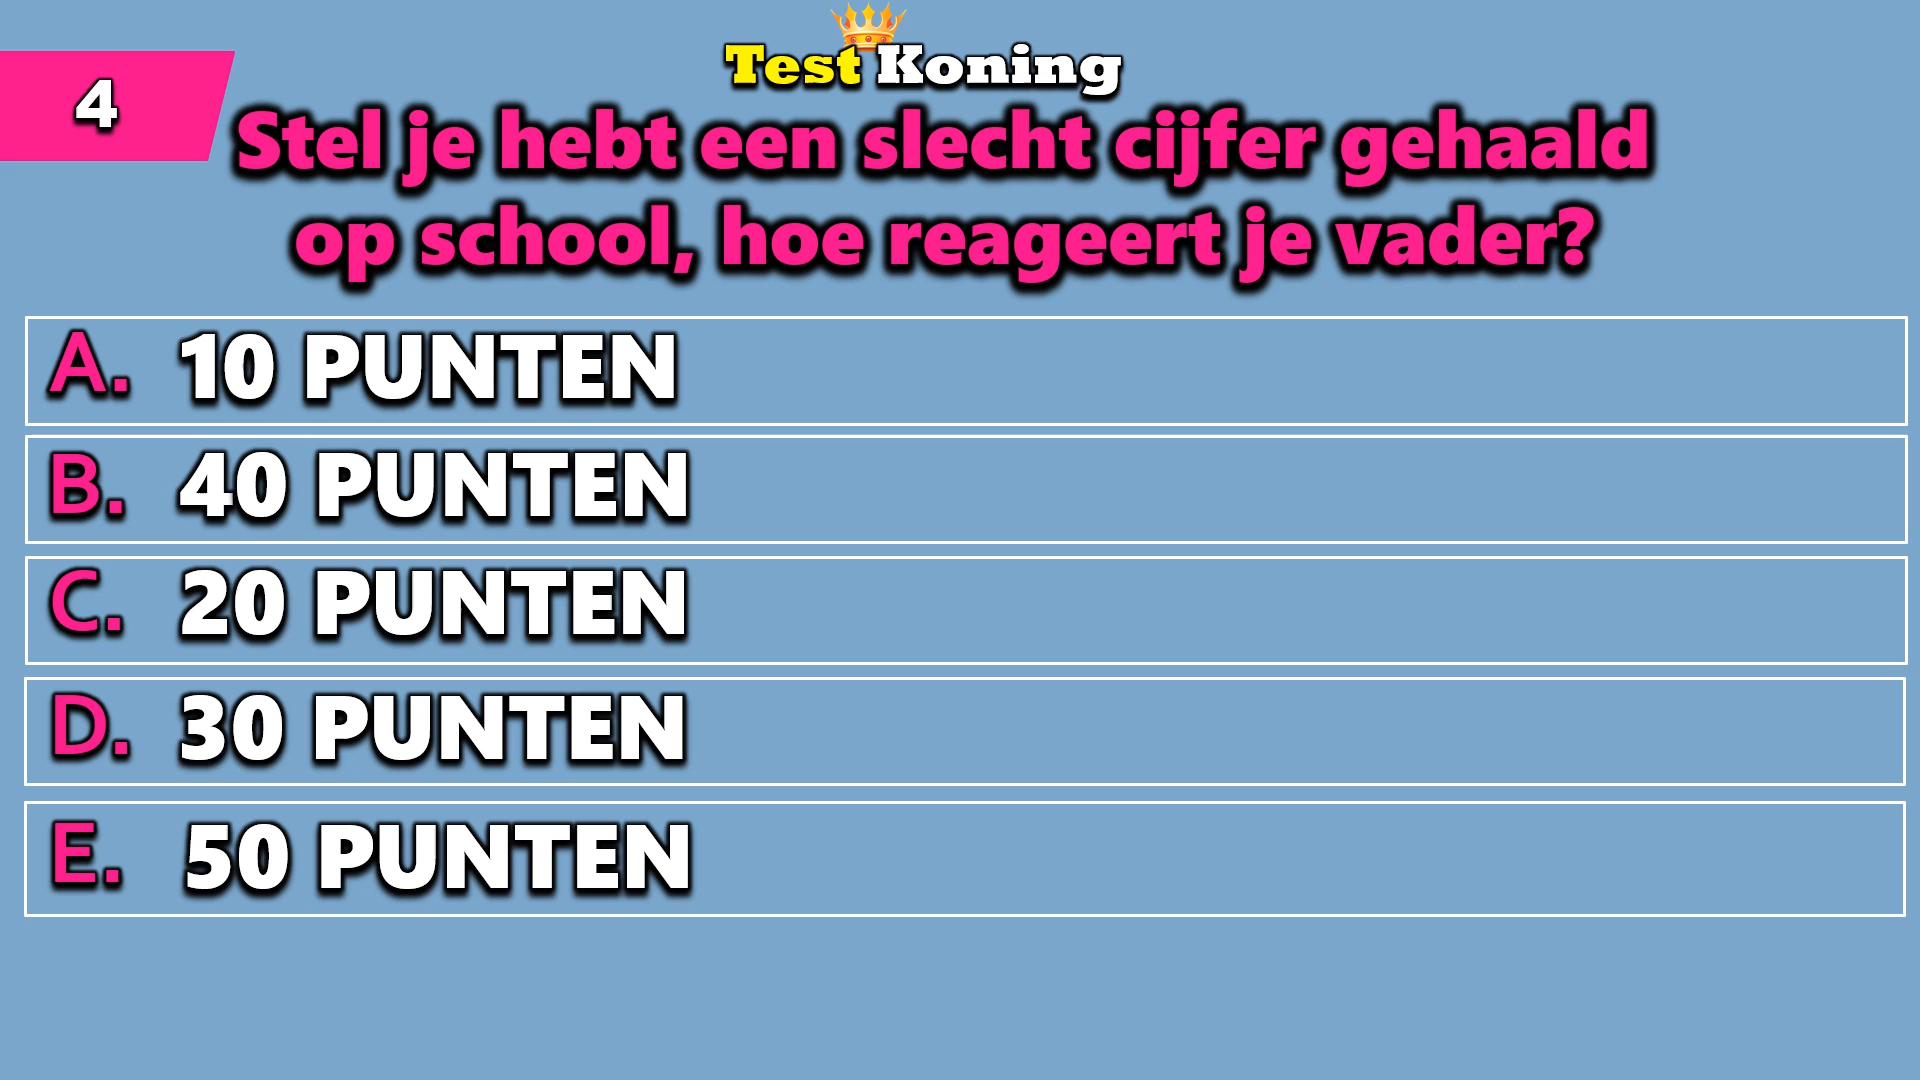 Test Koning
4
Stel je hebt een slecht cijfer gehaald
op school, hoe reageert je vader?
A. 10 PUNTEN
B. 40 PUNTEN
C. 20 PUNTEN
D. 30 PUNTEN
E. 50 PUNTEN